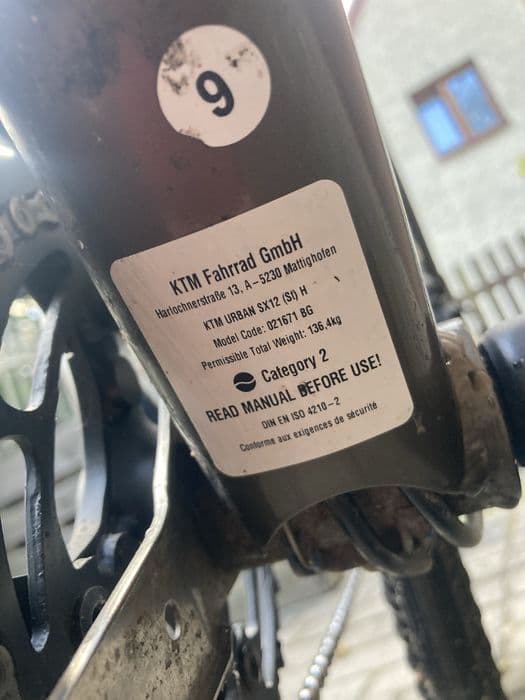 9
KTM Fahrrad GmbH
Harlochnerstraße 13, A-5230 Mattighofen
KTM URBAN SX12 (SI) H
Model Code: 021671 BG
Permissible Total Weight: 136.4kg
Category 2
READ MANUAL BEFORE USE!
DIN EN ISO 4210-2
Conforme aux exigences de sécurité